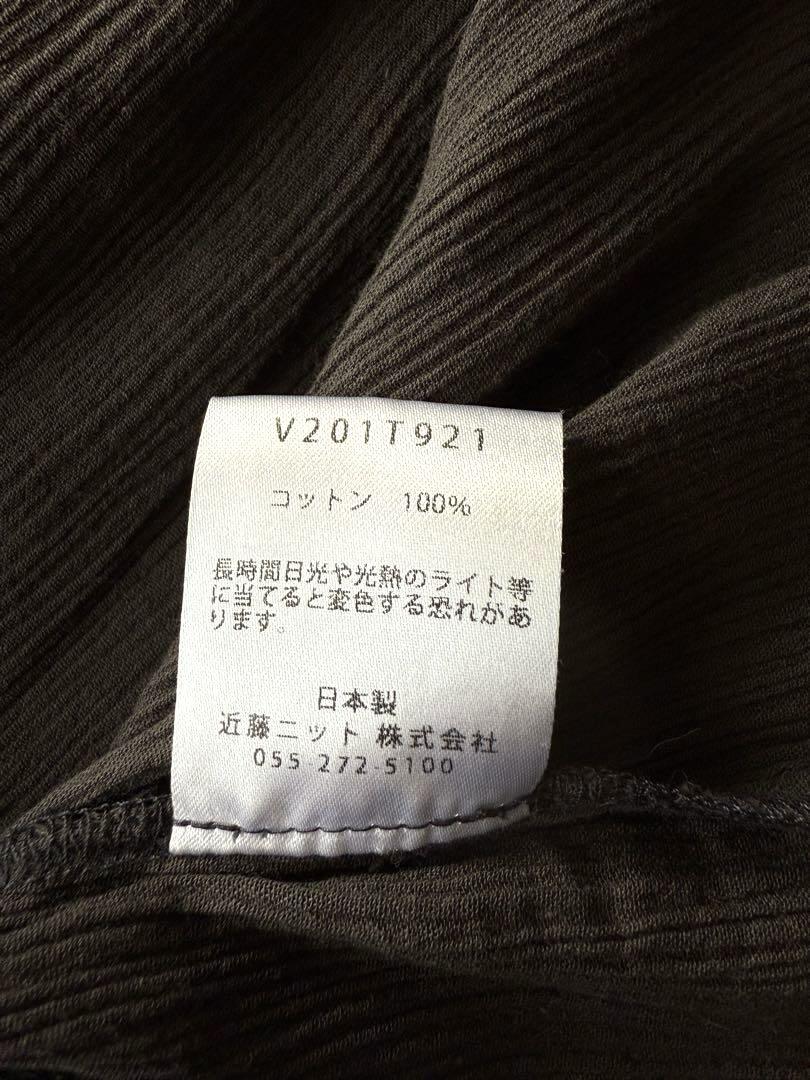 V201T921
コットン 100%
長時間日光や光熱のライト等
に当てると変色する恐れがあ
ります。
日本製
近藤ニット 株式会社
055-272-5100